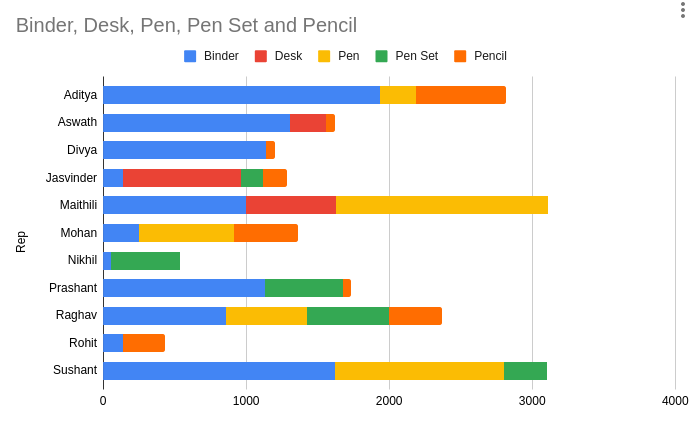 Binder, Desk, Pen, Pen Set and Pencil
Binder Desk Pen Pen Set Pencil
Rep
Aditya
Aswath
Divya
Jasvinder
Maithili
Mohan
Nikhil
Prashant
Raghav
Rohit
Sushant
0 1000 2000 3000 4000